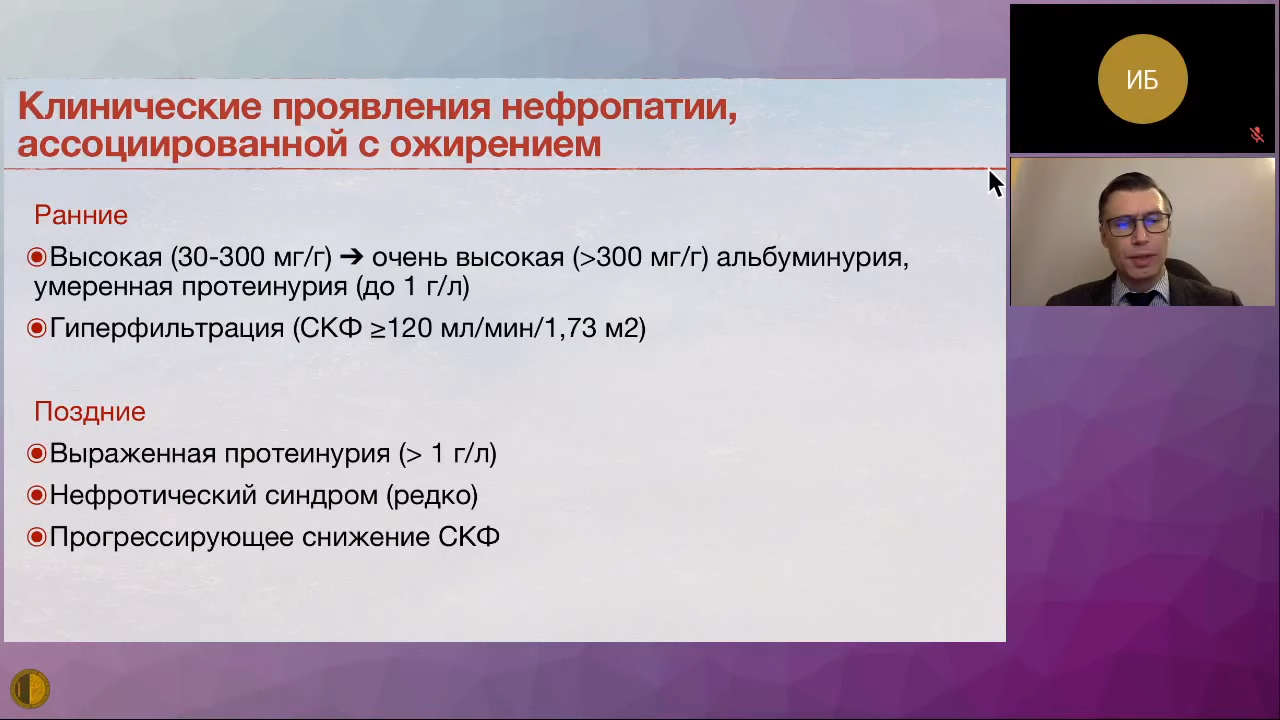 Клинические проявления нефропатии,
ассоциированной с ожирением
Ранние
Высокая (30-300 мг/г) ➔ очень высокая (>300 мг/г) альбуминурия,
умеренная протеинурия (до 1 г/л)
Гиперфильтрация (СКФ ≥120 мл/мин/1,73 м2)
Поздние
Выраженная протеинурия (> 1 г/л)
Нефротический синдром (редко)
Прогрессирующее снижение СКФ
ИБ